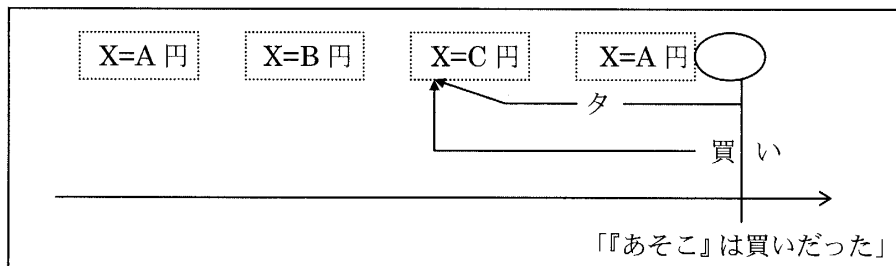 X=A 円 X=B 円 X=C 円 X=A 円
タ
買い
「『あそこ』は買いだった」